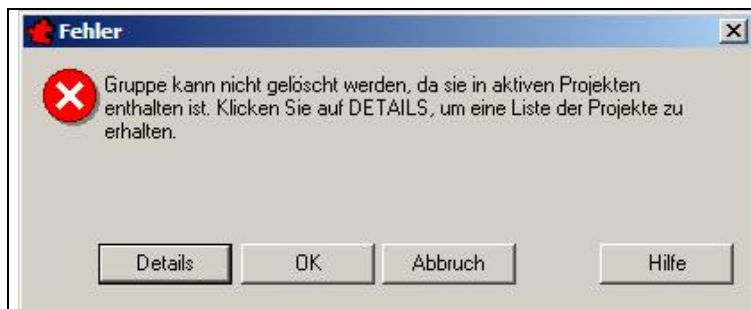 Fehler
Gruppe kann nicht gelöscht werden, da sie in aktiven Projekten
enthalten ist. Klicken Sie auf DETAILS, um eine Liste der Projekte zu
erhalten.
Details OK Abbruch Hilfe